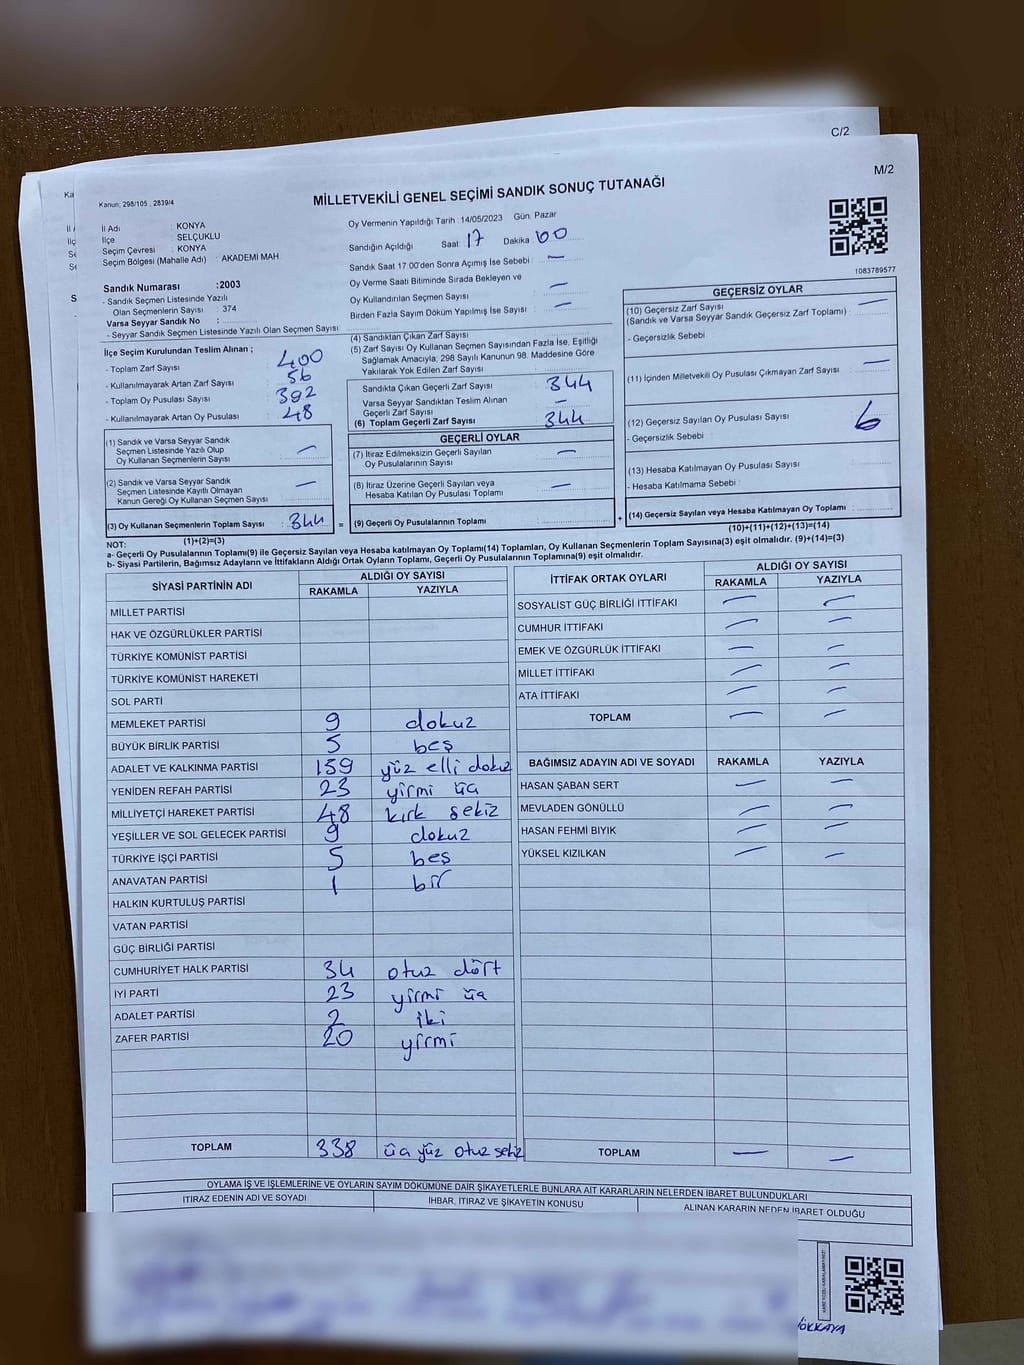 C/2
M/2
Kanun; 298/105 , 2839/4
MİLLETVEKİLİ GENEL SEÇİMİ SANDIK SONUÇ TUTANAĞI
İl Adı : KONYA
İlçe : SELÇUKLU
Seçim Çevresi : KONYA
Seçim Bölgesi (Mahalle Adı) : AKADEMİ MAH
Sandık Numarası :2003
- Sandık Seçmen Listesinde Yazılı
Olan Seçmenlerin Sayısı : 374
Varsa Seyyar Sandık No :
- Seyyar Sandık Seçmen Listesinde Yazılı Olan Seçmen Sayısı :
Oy Vermenin Yapıldığı Tarih : 14/05/2023 Gün: Pazar
Sandığın Açıldığı Saat 17 Dakika 00
Sandık Saat 17.00'den Sonra Açımış İse Sebebi : —
Oy Verme Saati Bitiminde Sırada Bekleyen ve
Oy Kullandırılan Seçmen Sayısı —
Birden Fazla Sayım Döküm Yapılmış İse Sayısı : —
1083789577
İlçe Seçim Kurulundan Teslim Alınan ;
- Toplam Zarf Sayısı : 400
- Kullanılmayarak Artan Zarf Sayısı : 56
- Toplam Oy Pusulası Sayısı : 392
- Kullanılmayarak Artan Oy Pusulası : 48
(4) Sandıktan Çıkan Zarf Sayısı
(5) Zarf Sayısı Oy Kullanan Seçmen Sayısından Fazla İse, Eşitliği
Sağlamak Amacıyla; 298 Sayılı Kanunun 98. Maddesine Göre
Yakılarak Yok Edilen Zarf Sayısı :
Sandıkta Çıkan Geçerli Zarf Sayısı : 344
Varsa Seyyar Sandıktan Teslim Alınan
Geçerli Zarf Sayısı : —
(6) Toplam Geçerli Zarf Sayısı : 344
GEÇERSİZ OYLAR
(10) Geçersiz Zarf Sayısı —
(Sandık ve Varsa Seyyar Sandık Geçersiz Zarf Toplamı) :
- Geçersizlik Sebebi
(11) İçinden Milletvekili Oy Pusulası Çıkmayan Zarf Sayısı : —
(12) Geçersiz Sayılan Oy Pusulası Sayısı 6
- Geçersizlik Sebebi :
(13) Hesaba Katılmayan Oy Pusulası Sayısı
- Hesaba Katılmama Sebebi :
(14) Geçersiz Sayılan veya Hesaba Katılmayan Oy Toplamı
(10)+(11)+(12)+(13)=(14)
(1) Sandık ve Varsa Seyyar Sandık
Seçmen Listesinde Yazılı Olup
Oy Kullanan Seçmenlerin Sayısı : —
(2) Sandık ve Varsa Seyyar Sandık
Seçmen Listesinde Kayıtlı Olmayan
Kanun Gereği Oy Kullanan Seçmen Sayısı : —
(3) Oy Kullanan Seçmenlerin Toplam Sayısı : 344 =
(1)+(2)=(3)
GEÇERLİ OYLAR
(7) İtiraz Edilmeksizin Geçerli Sayılan
Oy Pusulalarının Sayısı : —
(8) İtiraz Üzerine Geçerli Sayılan veya
Hesaba Katılan Oy Pusulası Toplamı : —
(9) Geçerli Oy Pusulalarının Toplamı : +
NOT:
a- Geçerli Oy Pusulalarının Toplamı(9) ile Geçersiz Sayılan veya Hesaba katılmayan Oy Toplamı(14) Toplamları, Oy Kullanan Seçmenlerin Toplam Sayısına(3) eşit olmalıdır. (9)+(14)=(3)
b- Siyasi Partilerin, Bağımsız Adayların ve İttifakların Aldığı Ortak Oyların Toplamı, Geçerli Oy Pusulalarının Toplamına(9) eşit olmalıdır.
SİYASİ PARTİNİN ADI ALDIĞI OY SAYISI
RAKAMLA YAZIYLA
MİLLET PARTİSİ
HAK VE ÖZGÜRLÜKLER PARTİSİ
TÜRKİYE KOMÜNİST PARTİSİ
TÜRKİYE KOMÜNİST HAREKETİ
SOL PARTİ
MEMLEKET PARTİSİ 9 dokuz
BÜYÜK BİRLİK PARTİSİ 5 beş
ADALET VE KALKINMA PARTİSİ 159 yüz elli dokuz
YENİDEN REFAH PARTİSİ 23 yirmi üç
MİLLİYETÇİ HAREKET PARTİSİ 48 kırk sekiz
YEŞİLLER VE SOL GELECEK PARTİSİ 9 dokuz
TÜRKİYE İŞÇİ PARTİSİ 5 beş
ANAVATAN PARTİSİ 1 bir
HALKIN KURTULUŞ PARTİSİ
VATAN PARTİSİ
GÜÇ BİRLİĞİ PARTİSİ
CUMHURİYET HALK PARTİSİ 34 otuz dört
İYİ PARTİ 23 yirmi üç
ADALET PARTİSİ 2 iki
ZAFER PARTİSİ 20 yirmi
TOPLAM 338 üç yüz otuz sekiz
İTTİFAK ORTAK OYLARI ALDIĞI OY SAYISI
RAKAMLA YAZIYLA
SOSYALİST GÜÇ BİRLİĞİ İTTİFAKI — —
CUMHUR İTTİFAKI — —
EMEK VE ÖZGÜRLÜK İTTİFAKI — —
MİLLET İTTİFAKI — —
ATA İTTİFAKI — —
TOPLAM — —
BAĞIMSIZ ADAYIN ADI VE SOYADI RAKAMLA YAZIYLA
HASAN ŞABAN SERT — —
MEVLADEN GÖNÜLLÜ — —
HASAN FEHMİ BIYIK — —
YÜKSEL KIZILKAN — —
TOPLAM — —
OYLAMA İŞ VE İŞLEMLERİNE VE OYLARIN SAYIM DÖKÜMÜNE DAİR ŞİKAYETLERLE BUNLARA AİT KARARLARIN NELERDEN İBARET BULUNDUKLARI
İTİRAZ EDENİN ADI VE SOYADI İHBAR, İTİRAZ VE ŞİKAYETİN KONUSU ALINAN KARARIN NEDEN İBARET OLDUĞU